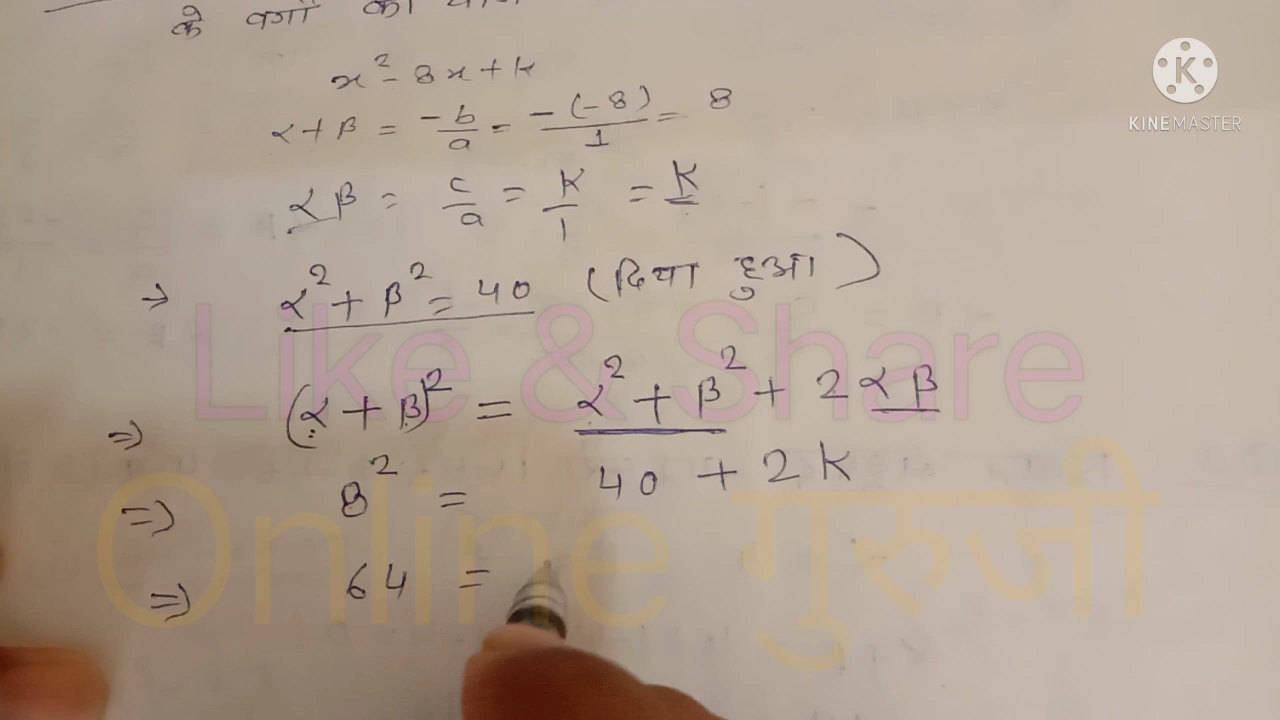 के वर्गों का योग
x² - 8x + k
α + β = -b/a = -(-8)/1 = 8
αβ = c/a = K/1 = K
→ α² + β² = 40 (दिया हुआ)
⇒ (α + β)² = α² + β² + 2αβ
⇒ 8² = 40 + 2k
⇒ 64 =
Like & Share
Online गुरुजी
K
KINEMASTER